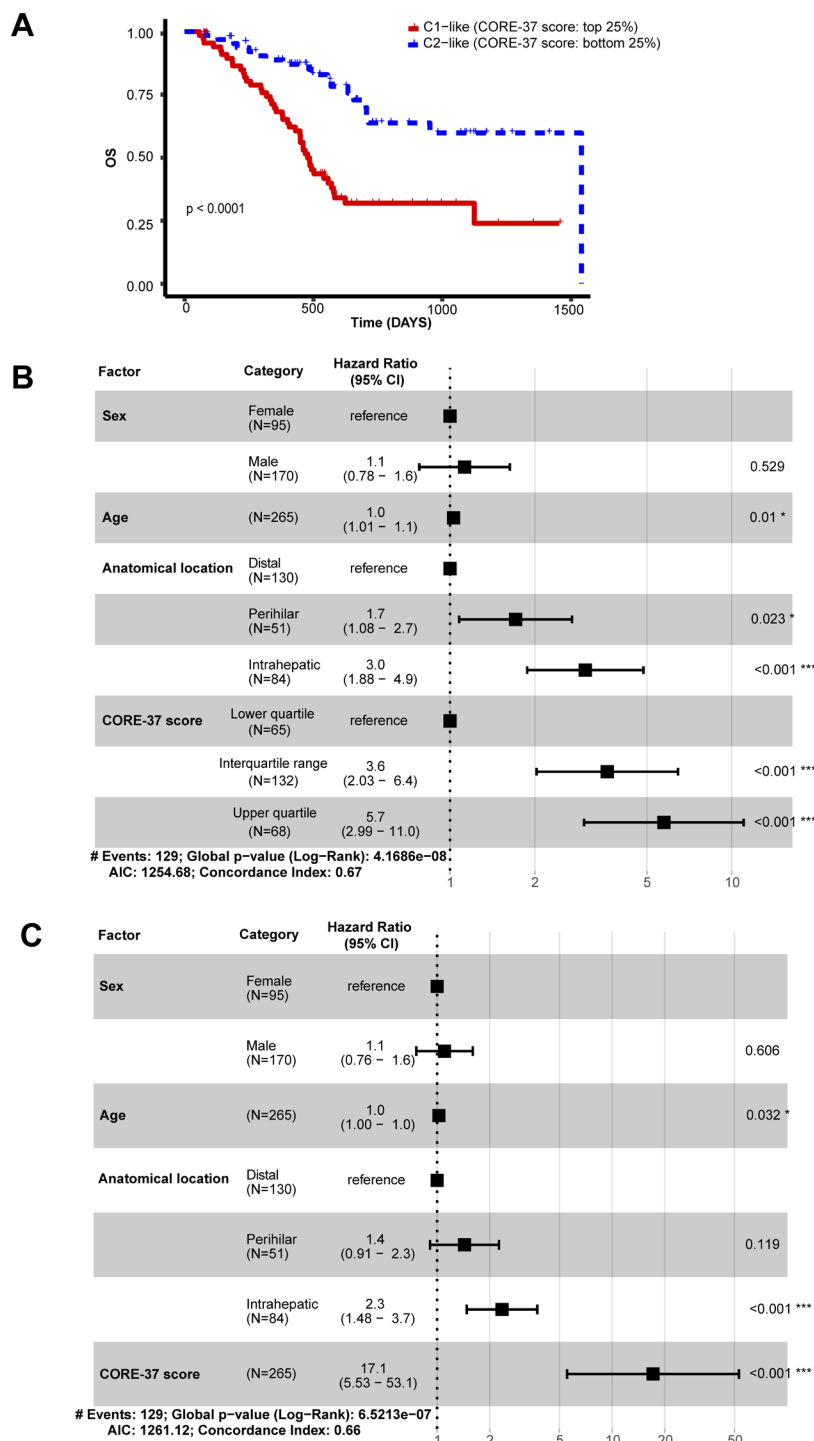 A
C1−like (CORE-37 score: top 25%)
C2−like (CORE-37 score: bottom 25%)
1.00
0.75
0.50
0.25
0.00
OS
p < 0.0001
0 500 1000 1500
Time (DAYS)
B
Factor Category Hazard Ratio
(95% CI)
Sex Female reference
(N=95)
Male 1.1 0.529
(N=170) (0.78 − 1.6)
Age (N=265) 1.0 0.01 *
(1.01 − 1.1)
Anatomical location Distal reference
(N=130)
Perihilar 1.7 0.023 *
(N=51) (1.08 − 2.7)
Intrahepatic 3.0 <0.001 ***
(N=84) (1.88 − 4.9)
CORE-37 score Lower quartile reference
(N=65)
Interquartile range 3.6 <0.001 ***
(N=132) (2.03 − 6.4)
Upper quartile 5.7 <0.001 ***
(N=68) (2.99 − 11.0)
# Events: 129; Global p−value (Log−Rank): 4.1686e−08
AIC: 1254.68; Concordance Index: 0.67
1 2 5 10
C
Factor Category Hazard Ratio
(95% CI)
Sex Female reference
(N=95)
Male 1.1 0.606
(N=170) (0.76 − 1.6)
Age (N=265) 1.0 0.032 *
(1.00 − 1.0)
Anatomical location Distal reference
(N=130)
Perihilar 1.4 0.119
(N=51) (0.91 − 2.3)
Intrahepatic 2.3 <0.001 ***
(N=84) (1.48 − 3.7)
CORE-37 score (N=265) 17.1 <0.001 ***
(5.53 − 53.1)
# Events: 129; Global p−value (Log−Rank): 6.5213e−07
AIC: 1261.12; Concordance Index: 0.66
1 2 5 10 20 50